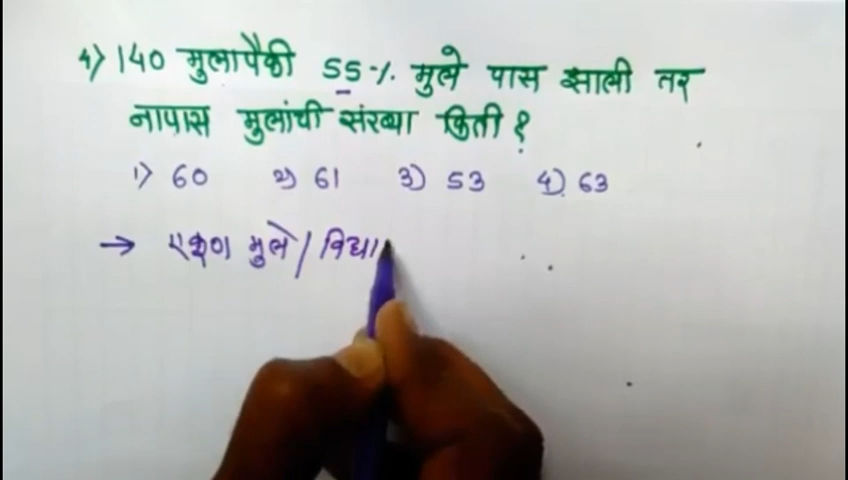 4) 140 मुलापैकी 55% मुले पास झाली तर
नापास मुलांची संख्या किती ?
1) 60 2) 61 3) 53 4) 63
→ एकूण मुले / विद्या